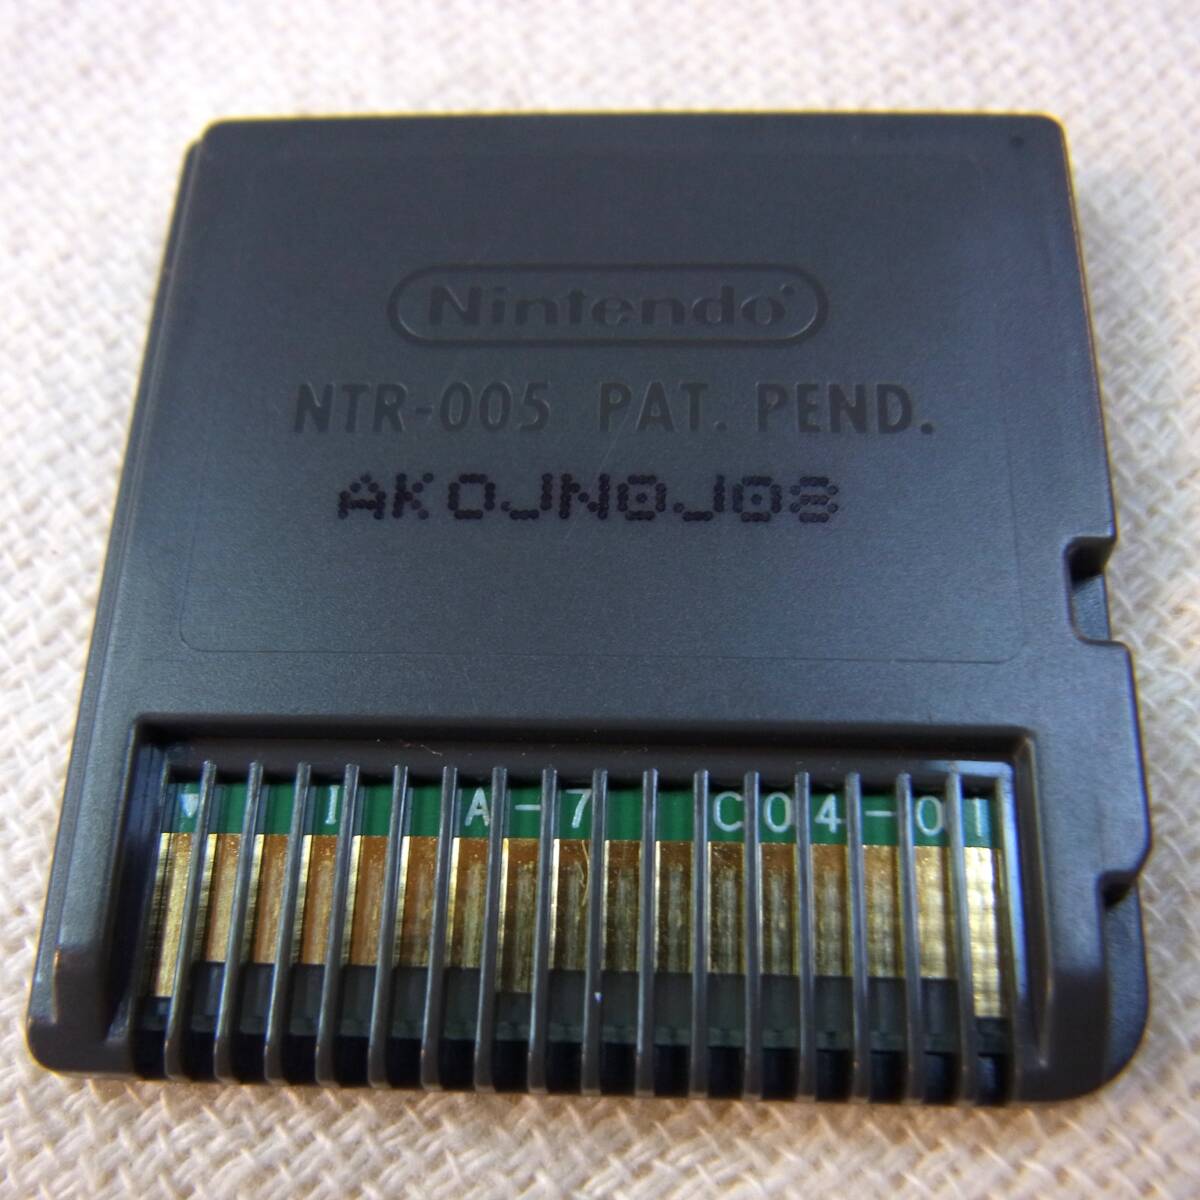 Nintendo
NTR-005 PAT. PEND.
AKOJN0J08
I A-7 C04-01